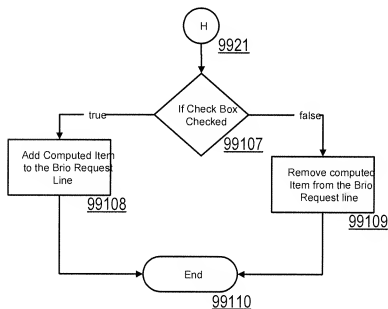 H
9921
If Check Box
Checked
99107
true
false
Add Computed Item
to the Brio Request
Line
99108
Remove computed
Item from the Brio
Request line
99109
End
99110